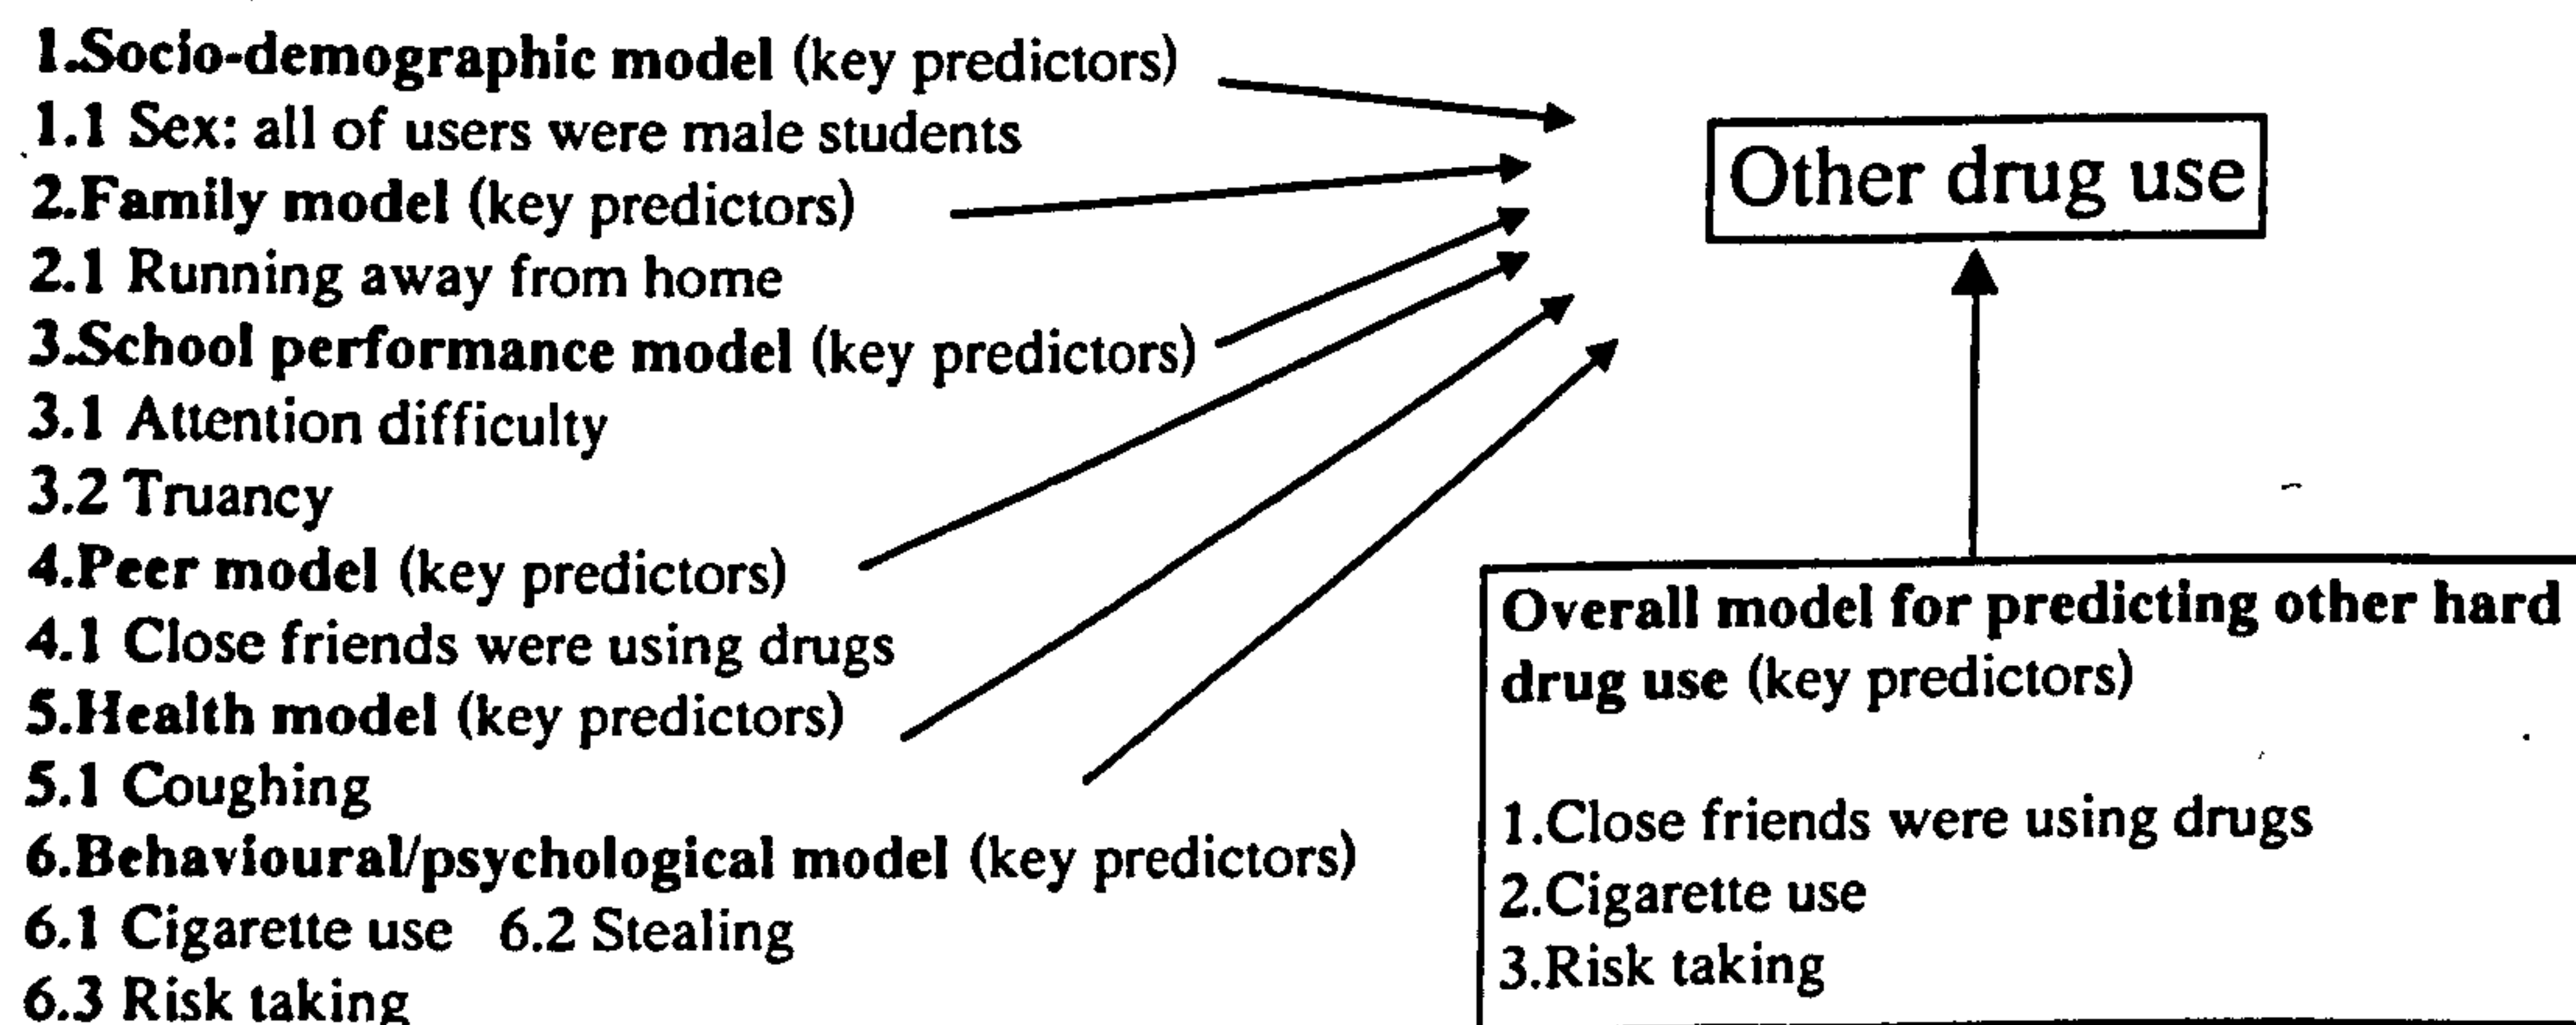 1.Socio-demographic model (key predictors)
1.1 Sex: all of users were male students
2.Family model (key predictors)
2.1 Running away from home
3.School performance model (key predictors)
3.1 Attention difficulty
3.2 Truancy
4.Peer model (key predictors)
4.1 Close friends were using drugs
5.Health model (key predictors)
5.1 Coughing
6.Behavioural/psychological model (key predictors)
6.1 Cigarette use 6.2 Stealing
6.3 Risk taking
Other drug use
Overall model for predicting other hard
drug use (key predictors)
1.Close friends were using drugs
2.Cigarette use
3.Risk taking